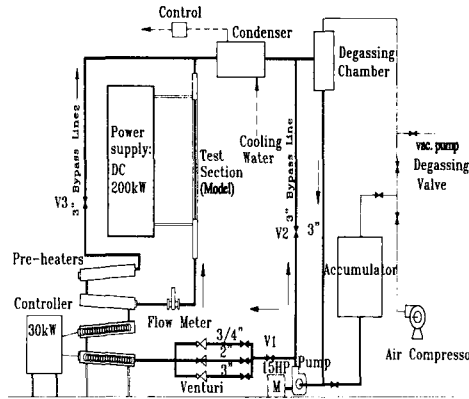 Control
Condenser
Degassing
Chamber
Cooling
Water
Power
supply:
DC
200kW
Test
Section
(Model)
3" Bypass Line2
3" Bypass Line
V3
V2
3"
vac. pump
Degassing
Valve
Pre-heaters
Accumulator
Controller
30kW
Flow Meter
3/4"
2"
3"
Venturi
V1
15HP
Pump
M
Air Compresso